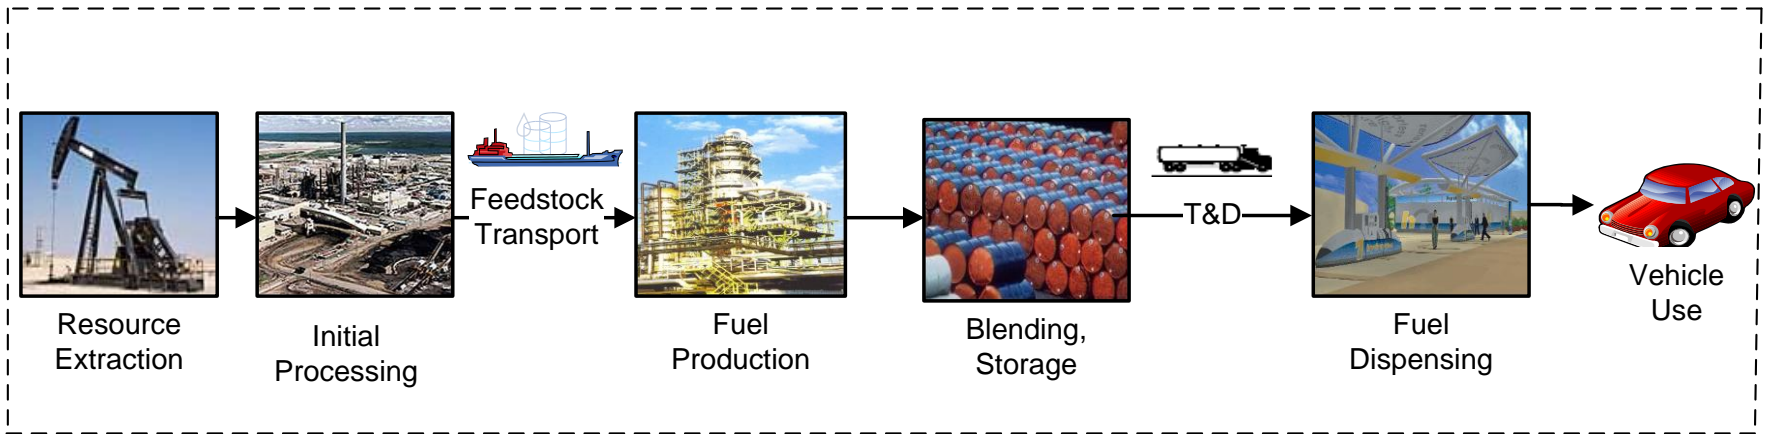 Feedstock
Transport
T&D
Resource
Extraction
Initial
Processing
Fuel
Production
Blending,
Storage
Fuel
Dispensing
Vehicle
Use